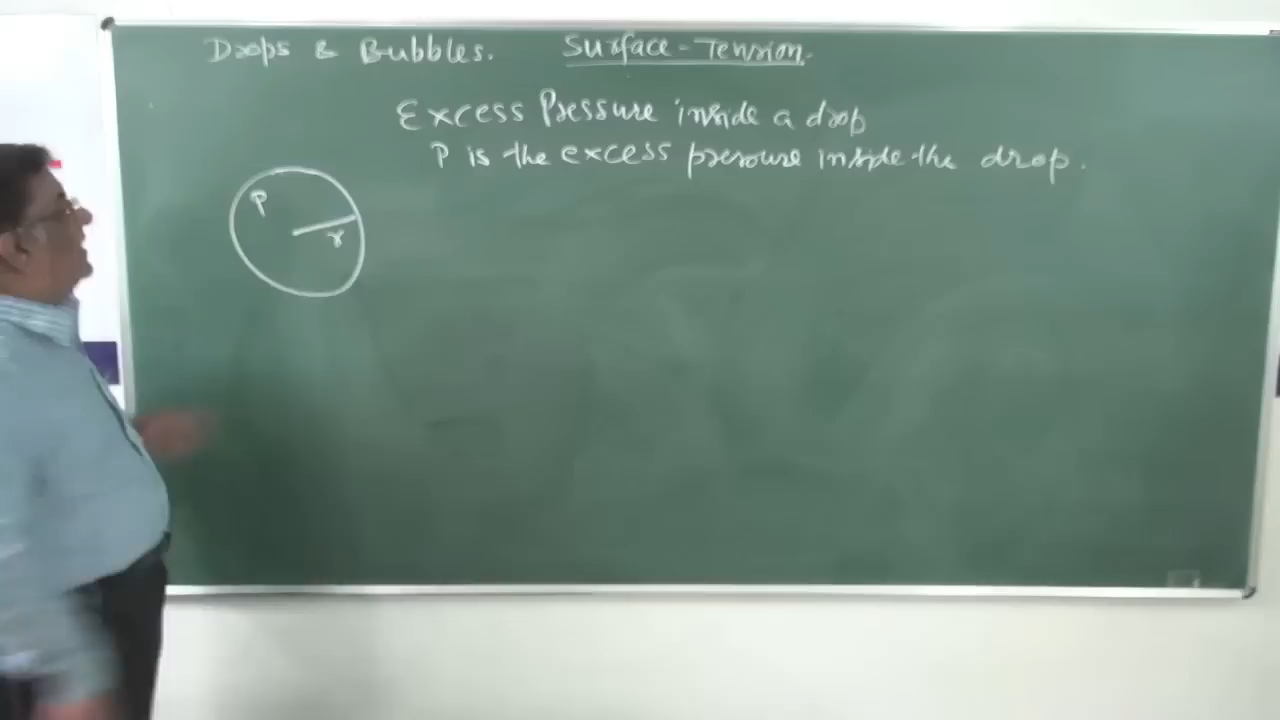 Drops & Bubbles. Surface-Tension.
Excess Pressure inside a drop
P is the excess pressure inside the drop.
P
r